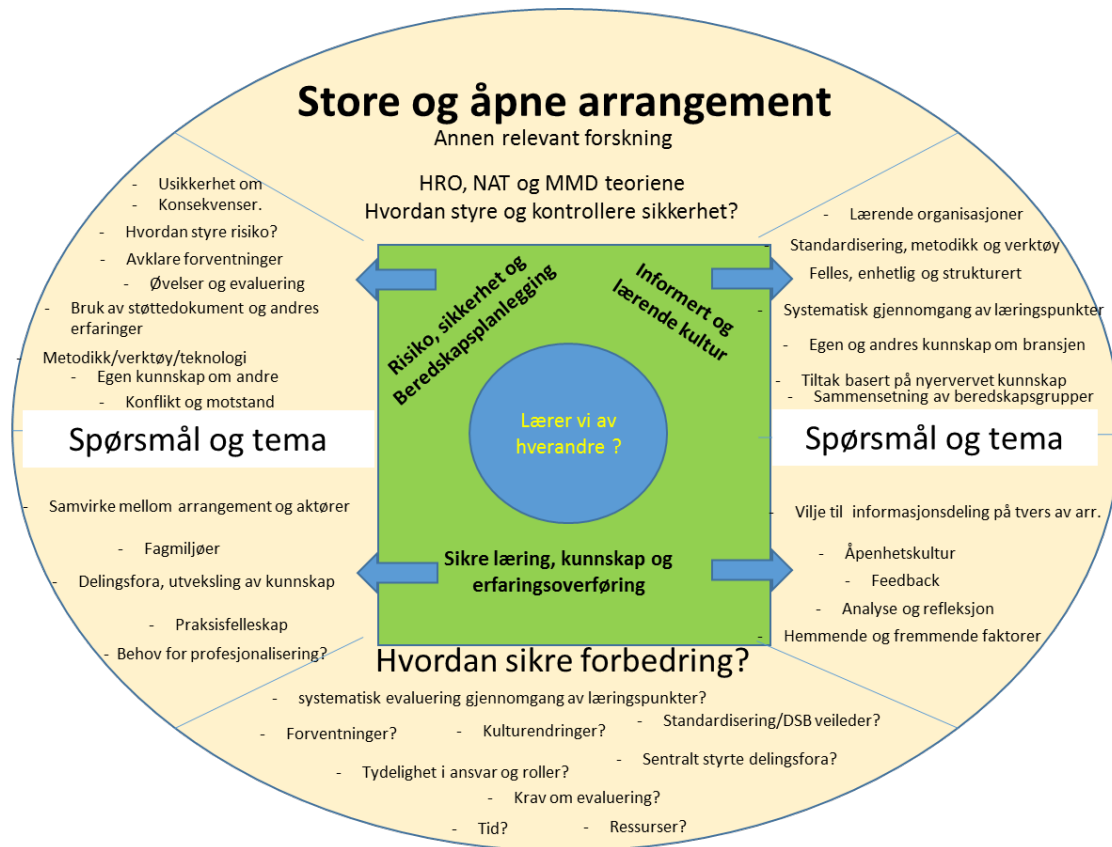 Store og åpne arrangement
Annen relevant forskning
HRO, NAT og MMD teoriene
Hvordan styre og kontrollere sikkerhet?
- Usikkerhet om
- Konsekvenser.
- Hvordan styre risiko?
- Avklare forventninger
- Øvelser og evaluering
- Bruk av støttedokument og andres
erfaringer
- Metodikk/verktøy/teknologi
- Egen kunnskap om andre
- Konflikt og motstand
Spørsmål og tema
- Samvirke mellom arrangement og aktører
- Fagmiljøer
- Delingsfora, utveksling av kunnskap
- Praksisfelleskap
- Behov for profesjonalisering?
Risiko, sikkerhet og
Beredskapsplanlegging
Informert og
lærende kultur
Lærer vi av
hverandre ?
Sikre læring, kunnskap og
erfaringsoverføring
- Lærende organisasjoner
- Standardisering, metodikk og verktøy
- Felles, enhetlig og strukturert
- Systematisk gjennomgang av læringspunkter
- Egen og andres kunnskap om bransjen
- Tiltak basert på nyervervet kunnskap
- Sammensetning av beredskapsgrupper
Spørsmål og tema
- Vilje til informasjonsdeling på tvers av arr.
- Åpenhetskultur
- Feedback
- Analyse og refleksjon
- Hemmende og fremmende faktorer
Hvordan sikre forbedring?
- systematisk evaluering gjennomgang av læringspunkter?
- Forventninger?
- Kulturendringer?
- Standardisering/DSB veileder?
- Tydelighet i ansvar og roller?
- Sentralt styrte delingsfora?
- Krav om evaluering?
- Tid?
- Ressurser?